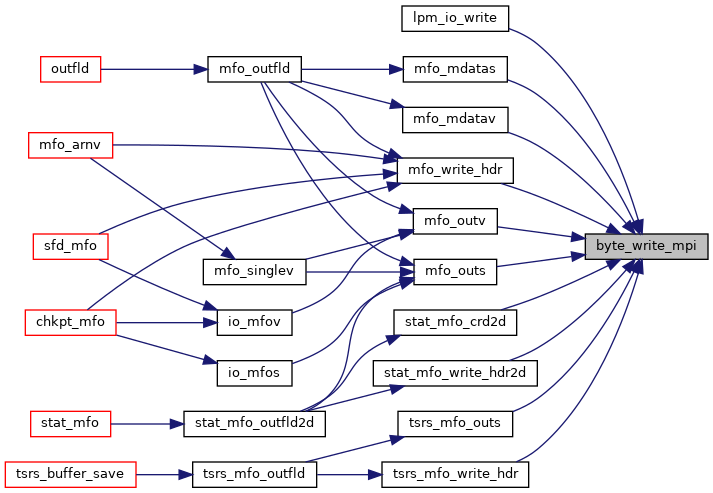 lpm_io_write
outfld
mfo_outfld
mfo_mdatas
mfo_mdatav
mfo_arnv
mfo_write_hdr
mfo_outv
sfd_mfo
byte_write_mpi
mfo_singlev
mfo_outs
chkpt_mfo
io_mfov
stat_mfo_crd2d
io_mfos
stat_mfo_write_hdr2d
stat_mfo
stat_mfo_outfld2d
tsrs_mfo_outs
tsrs_buffer_save
tsrs_mfo_outfld
tsrs_mfo_write_hdr